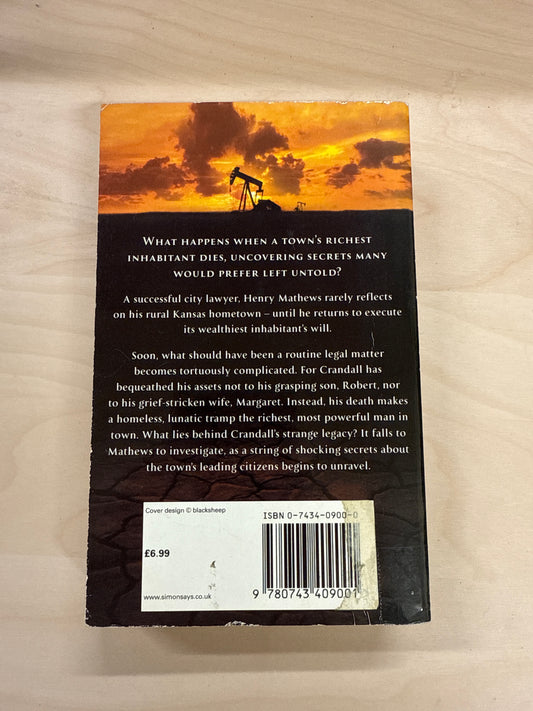 WHAT HAPPENS WHEN A TOWN'S RICHEST
INHABITANT DIES, UNCOVERING SECRETS MANY
WOULD PREFER LEFT UNTOLD?
A successful city lawyer, Henry Mathews rarely reflects
on his rural Kansas hometown – until he returns to execute
its wealthiest inhabitant's will.
Soon, what should have been a routine legal matter
becomes tortuously complicated. For Crandall has
bequeathed his assets not to his grasping son, Robert, nor
to his grief-stricken wife, Margaret. Instead, his death makes
a homeless, lunatic tramp the richest, most powerful man in
town. What lies behind Crandall's strange legacy? It falls to
Mathews to investigate, as a string of shocking secrets about
the town's leading citizens begins to unravel.
Cover design © blacksheep
ISBN 0-7434-0900-0
£6.99
www.simonsays.co.uk
9 780743 409001